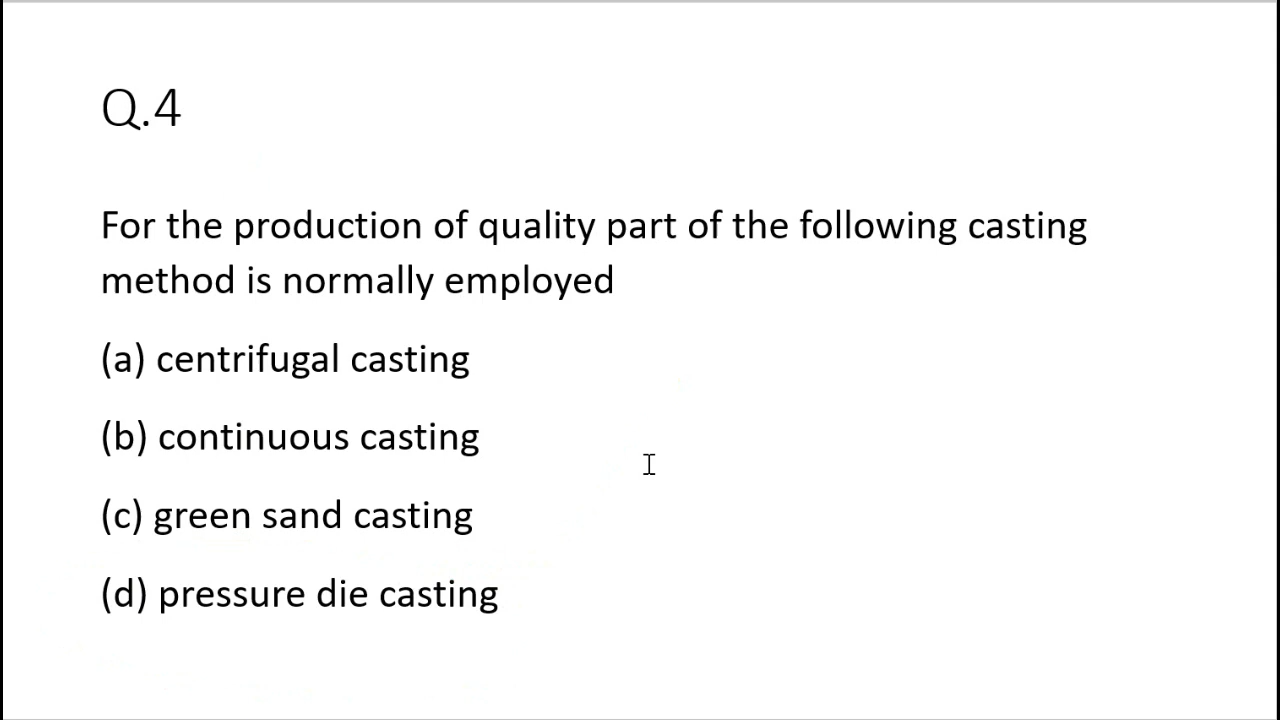 Q.4
For the production of quality part of the following casting
method is normally employed
(a) centrifugal casting
(b) continuous casting
(c) green sand casting
(d) pressure die casting